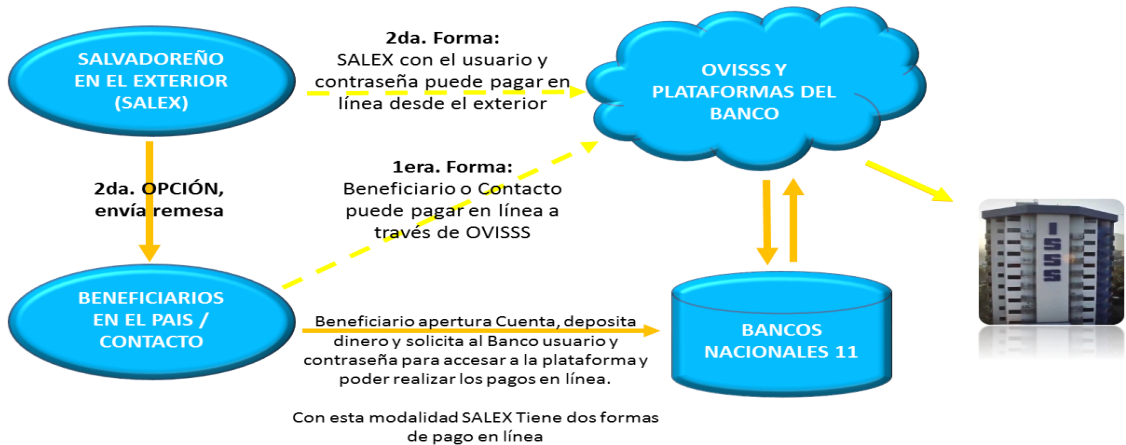 SALVADOREÑO
EN EL EXTERIOR
(SALEX)
2da. Forma:
SALEX con el usuario y
contraseña puede pagar en
línea desde el exterior
OVISSS Y
PLATAFORMAS DEL
BANCO
2da. OPCIÓN,
envía remesa
1era. Forma:
Beneficiario o Contacto
puede pagar en línea a
través de OVISSS
ISSS
BENEFICIARIOS
EN EL PAIS /
CONTACTO
Beneficiario apertura Cuenta, deposita
dinero y solicita al Banco usuario y
contraseña para accesar a la plataforma y
poder realizar los pagos en línea.
BANCOS
NACIONALES 11
Con esta modalidad SALEX Tiene dos formas
de pago en línea